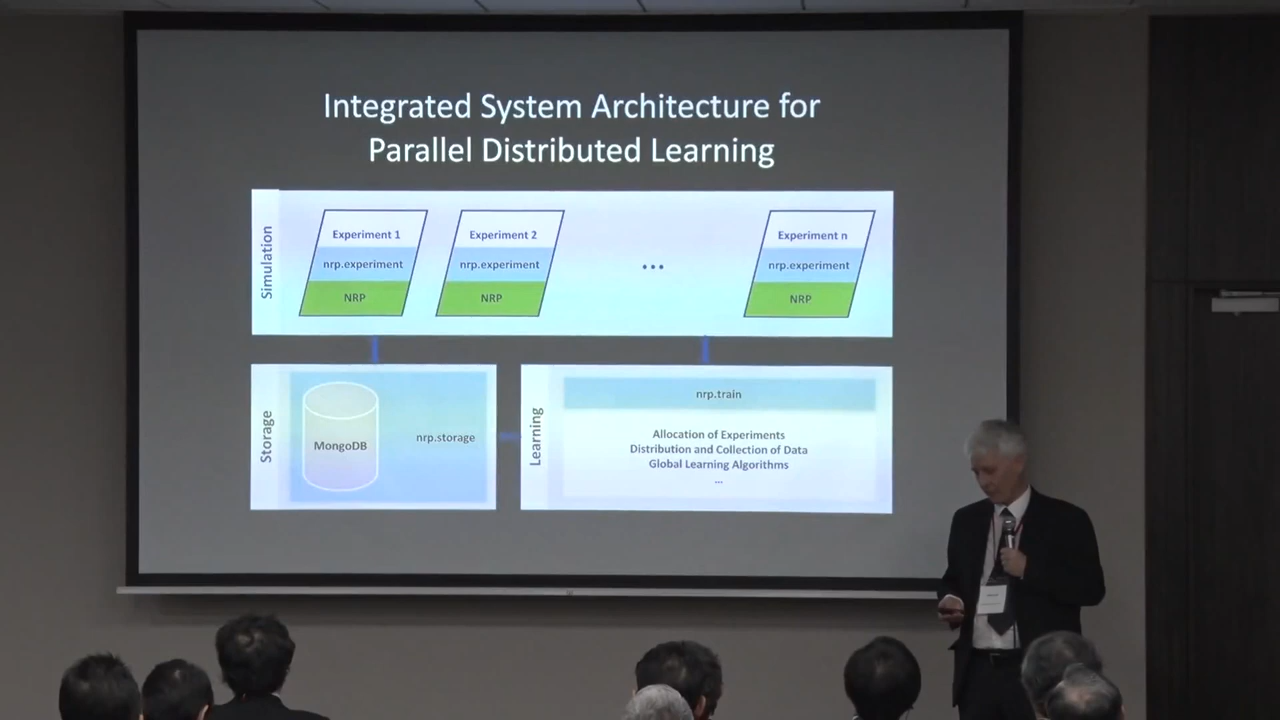 Integrated System Architecture for
Parallel Distributed Learning
Simulation
Experiment 1
nrp.experiment
NRP
Experiment 2
nrp.experiment
NRP
...
Experiment n
nrp.experiment
NRP
Storage
MongoDB
nrp.storage
Learning
nrp.train
Allocation of Experiments
Distribution and Collection of Data
Global Learning Algorithms
...